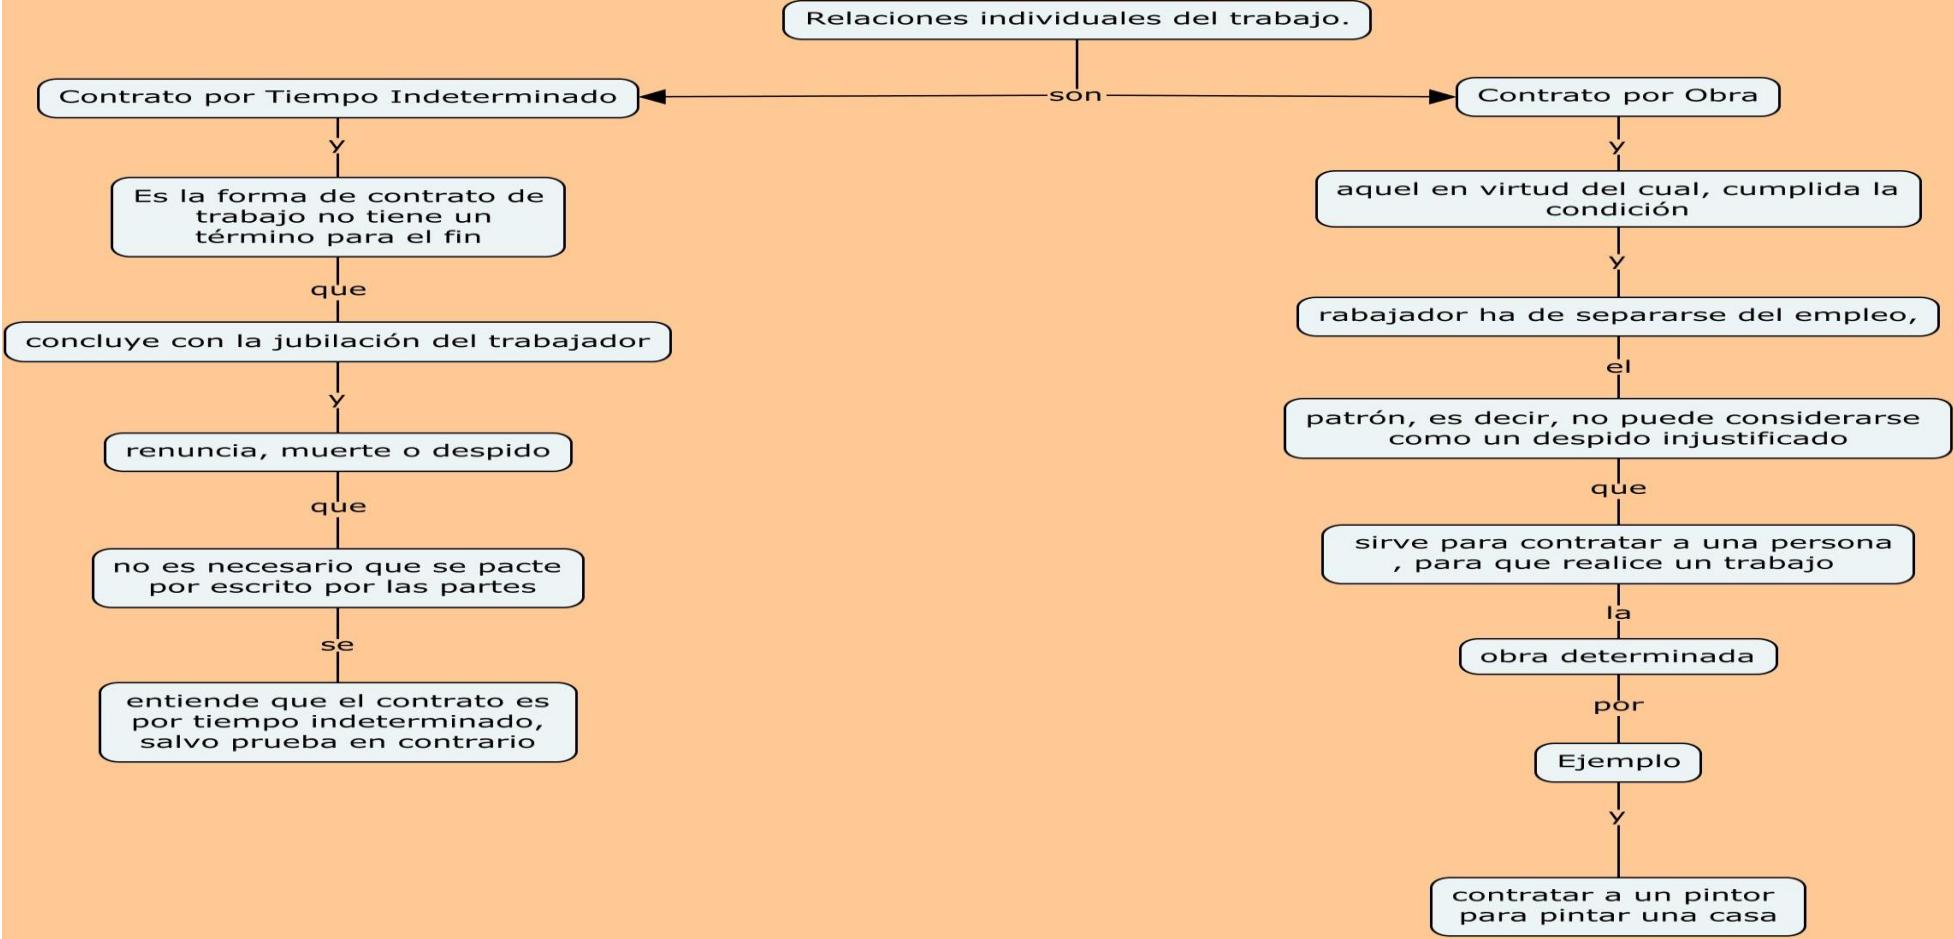 Relaciones individuales del trabajo.
son
Contrato por Tiempo Indeterminado
y
Es la forma de contrato de
trabajo no tiene un
término para el fin
que
concluye con la jubilación del trabajador
y
renuncia, muerte o despido
que
no es necesario que se pacte
por escrito por las partes
se
entiende que el contrato es
por tiempo indeterminado,
salvo prueba en contrario
Contrato por Obra
y
aquel en virtud del cual, cumplida la
condición
y
rabajador ha de separarse del empleo,
el
patrón, es decir, no puede considerarse
como un despido injustificado
que
sirve para contratar a una persona
, para que realice un trabajo
la
obra determinada
por
Ejemplo
y
contratar a un pintor
para pintar una casa